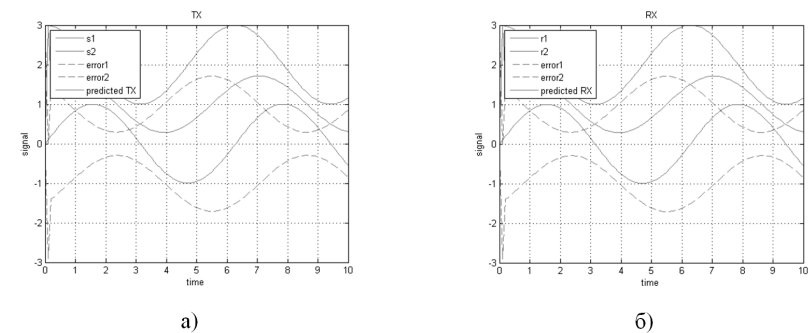 TX
3
2
1
0
-1
-2
-3
signal
s1
s2
error1
error2
predicted TX
0 1 2 3 4 5 6 7 8 9 10
time
а)
RX
3
2
1
0
-1
-2
-3
signal
r1
r2
error1
error2
predicted RX
0 1 2 3 4 5 6 7 8 9 10
time
б)